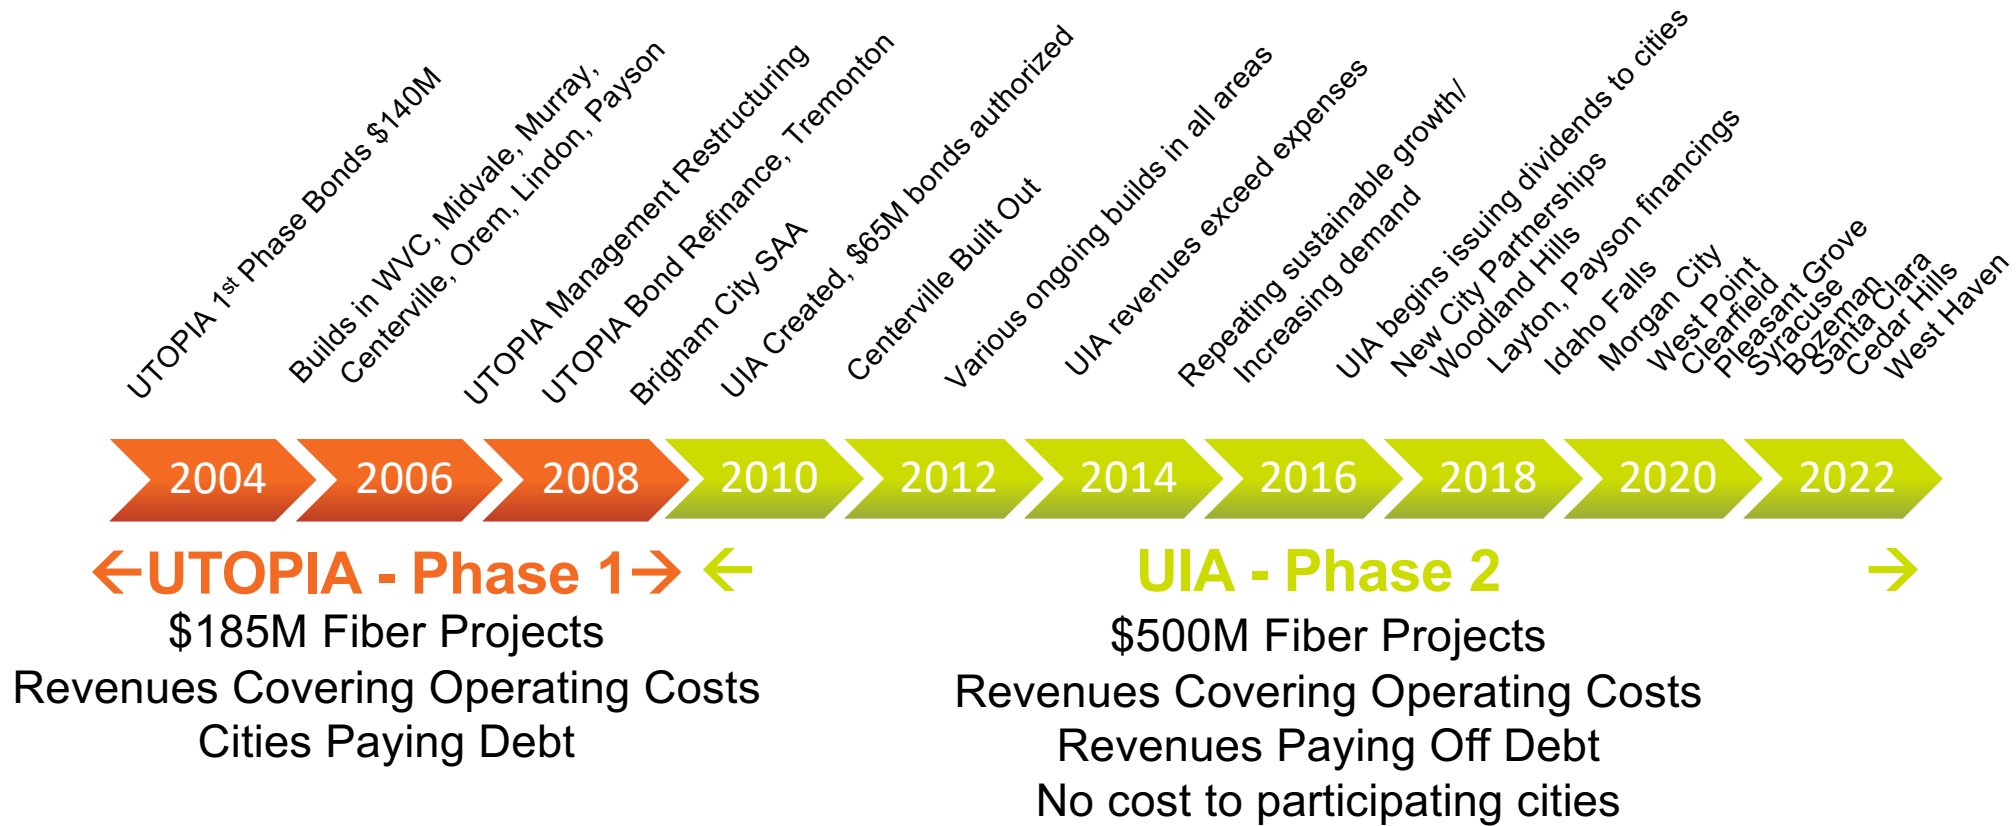 UTOPIA 1st Phase Bonds $140M
Builds in WVC, Midvale, Murray,
Centerville, Orem, Lindon, Payson
UTOPIA Management Restructuring
UTOPIA Bond Refinance, Tremonton
Brigham City SAA
UIA Created, $65M bonds authorized
Centerville Built Out
Various ongoing builds in all areas
UIA revenues exceed expenses
Repeating sustainable growth/
Increasing demand
UIA begins issuing dividends to cities
New City Partnerships
Woodland Hills
Layton, Payson financings
Idaho Falls
Morgan City
West Point
Clearfield
Pleasant Grove
Syracuse
Bozeman
Santa Clara
Cedar Hills
West Haven
2004 2006 2008 2010 2012 2014 2016 2018 2020 2022
←UTOPIA - Phase 1→ ← UIA - Phase 2 →
$185M Fiber Projects
Revenues Covering Operating Costs
Cities Paying Debt
$500M Fiber Projects
Revenues Covering Operating Costs
Revenues Paying Off Debt
No cost to participating cities